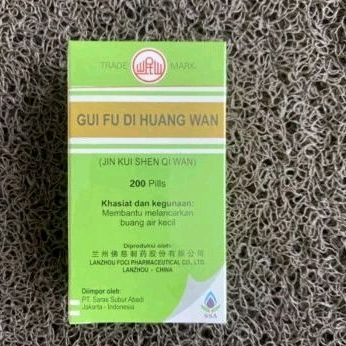 TRADE MARK
GUI FU DI HUANG WAN
(JIN KUI SHEN QI WAN)
200 Pills
Khasiat dan kegunaan:
Membantu melancarkan
buang air kecil
Diproduksi oleh:
兰州佛慈制药股份有限公司
LANZHOU FOCI PHARMACEUTICAL CO., LTD.
LANZHOU - CHINA
Diimpor oleh:
PT. Saras Subur Abadi
Jakarta - Indonesia
SSA